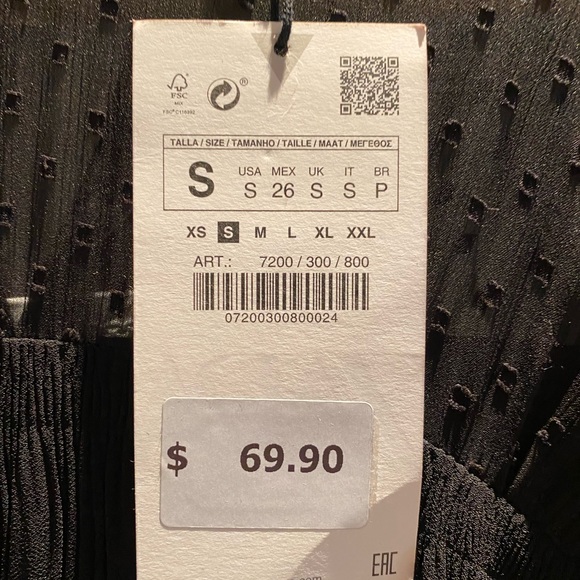 FSC
®
TALLA / SIZE / TAMANHO / TAILLE / MAAT / ΜΕΓΕΘΟΣ
S
USA MEX UK IT BR
S 26 S S P
XS S M L XL XXL
ART.: 7200 / 300 / 800
07200300800024
$ 69.90
EAC
.com